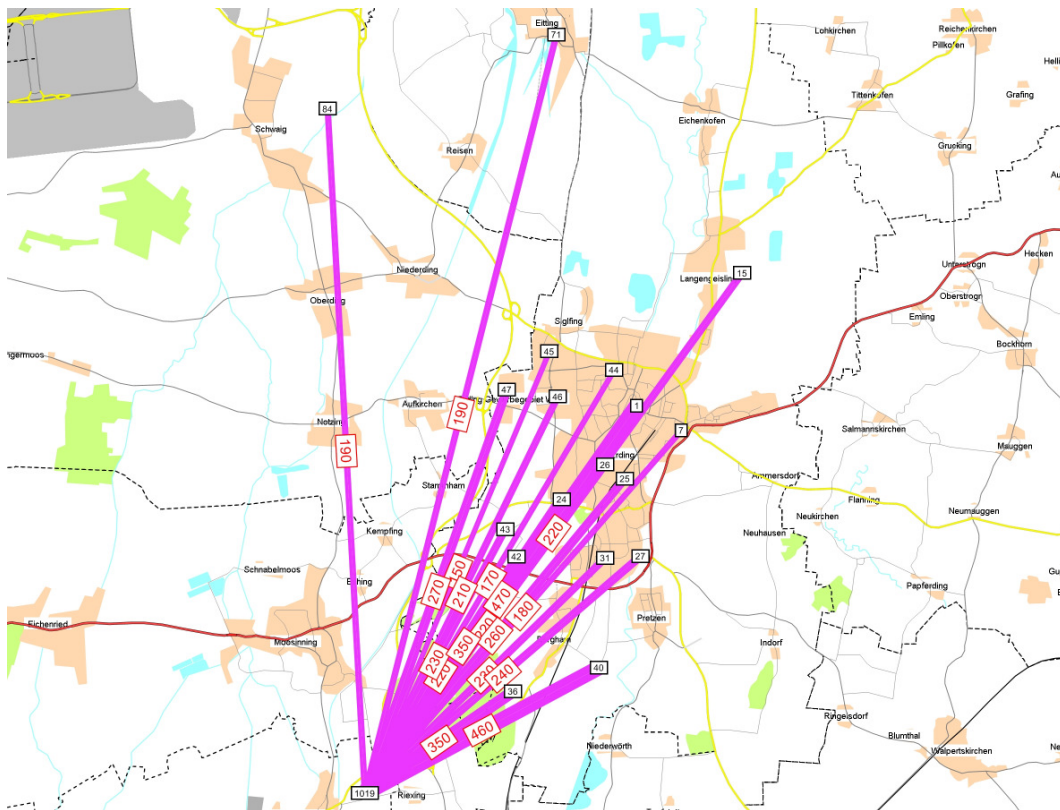 Eitting
71
Lohkirchen
Reichenkirchen
Pillkofen
84
Schwaig
Reisen
Eichenkofen
Tittenkofen
Grafing
Grucking
Niederding
Oberding
Langengeisling
15
Unterstrogn
Hecken
Oberstrogn
Emling
Bockhorn
Siglfing
45
44
47
46
1
7
Aufkirchen
190
Notzing
190
Salmannskirchen
Mauggen
26
25
24
Stammham
Ammersdorf
Flanning
Neumauggen
Neukirchen
Neuhausen
Kempfing
43
42
220
31
27
Schnabelmoos
Papferding
270
210
170
470
180
Eichenried
Moosinning
Pretzen
Indorf
230
220
350
260
240
40
36
350
460
Ringelsdorf
Blumthal
Walpertskirchen
Niederwörth
1019
Riexing